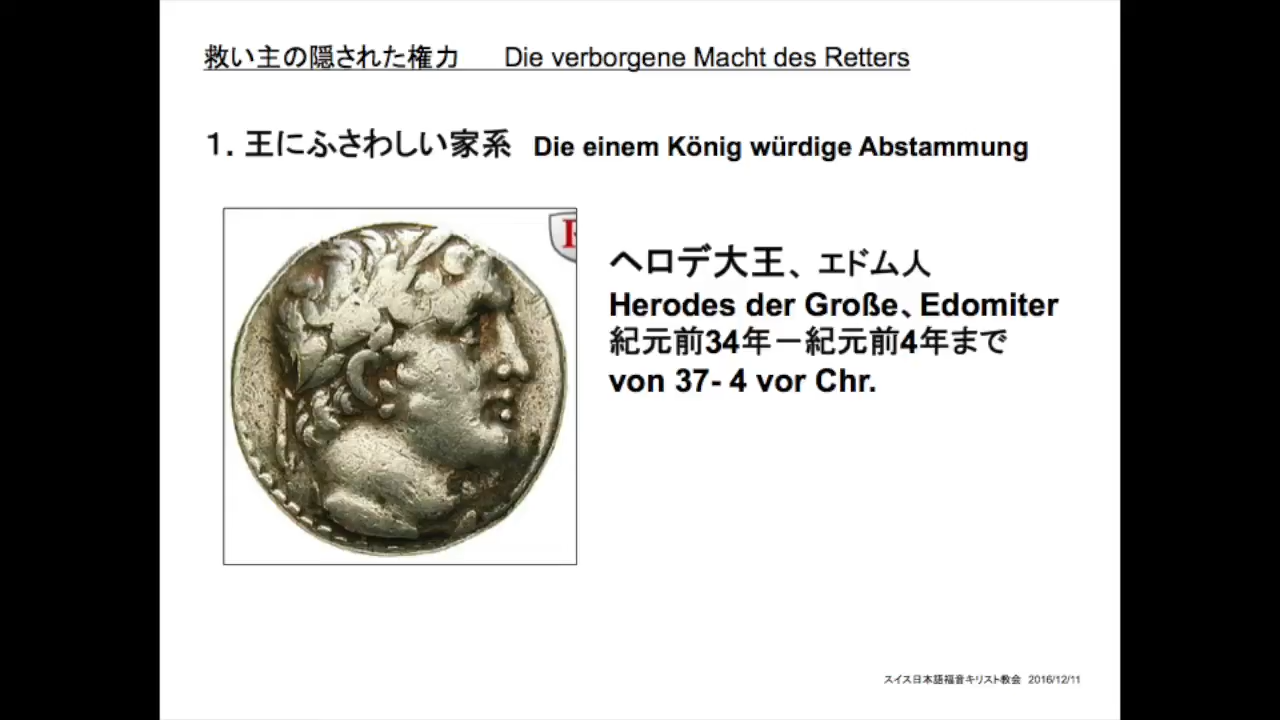 救い主の隠された権力 Die verborgene Macht des Retters
１．王にふさわしい家系 Die einem König würdige Abstammung
ヘロデ大王、エドム人
Herodes der Große、Edomiter
紀元前34年－紀元前4年まで
von 37- 4 vor Chr.
スイス日本語福音キリスト教会 2016/12/11